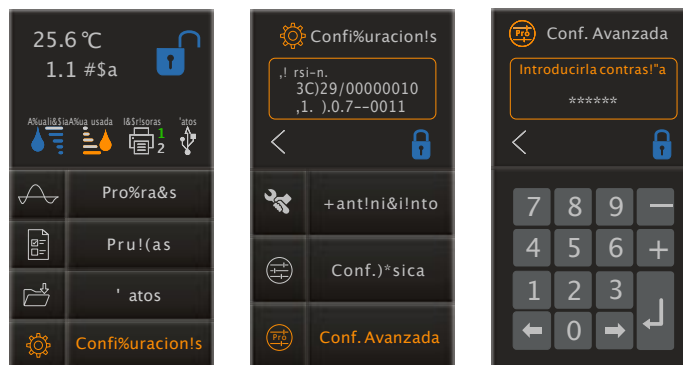 25.6 ℃
1.1 #$a
A%uali&$iaA%ua usada I&$r!soras 'atos
1
2
Pro%ra&s
Pru!(as
' atos
Confi%uracion!s
Confi%uracion!s
,! rsi-n.
3C)29/00000010
,1. ).0.7--0011
+ant!ni&i!nto
Conf.)*sica
Pro
Conf. Avanzada
Pro
Conf. Avanzada
Introducirla contras!"a
******
7 8 9 —
4 5 6 +
1 2 3
0